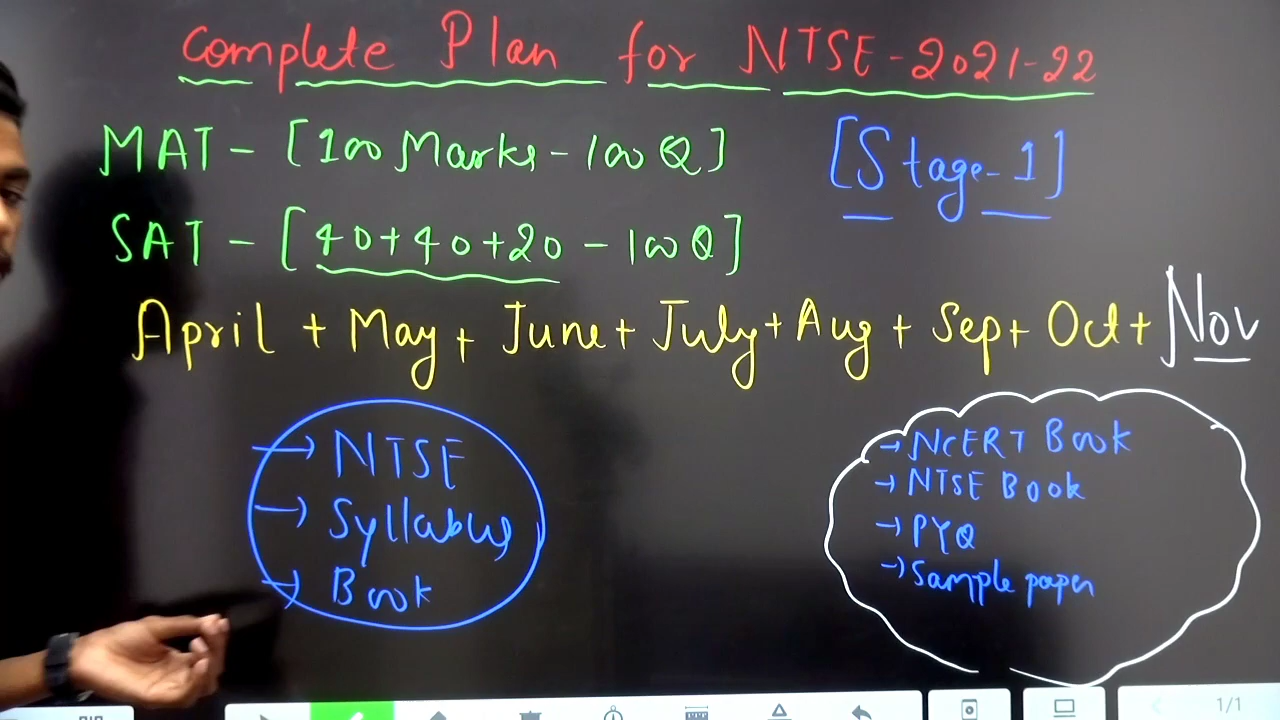 Complete Plan for NTSE-2021-22
MAT - [100 Marks - 100 Q]
[Stage-1]
SAT - [40+40+20 - 100 Q]
April + May + June + July + Aug + Sep + Oct + Nov
→ NTSE
→ Syllabus
→ Book
→ NCERT Book
→ NTSE Book
→ PYQ
→ Sample paper
1/1